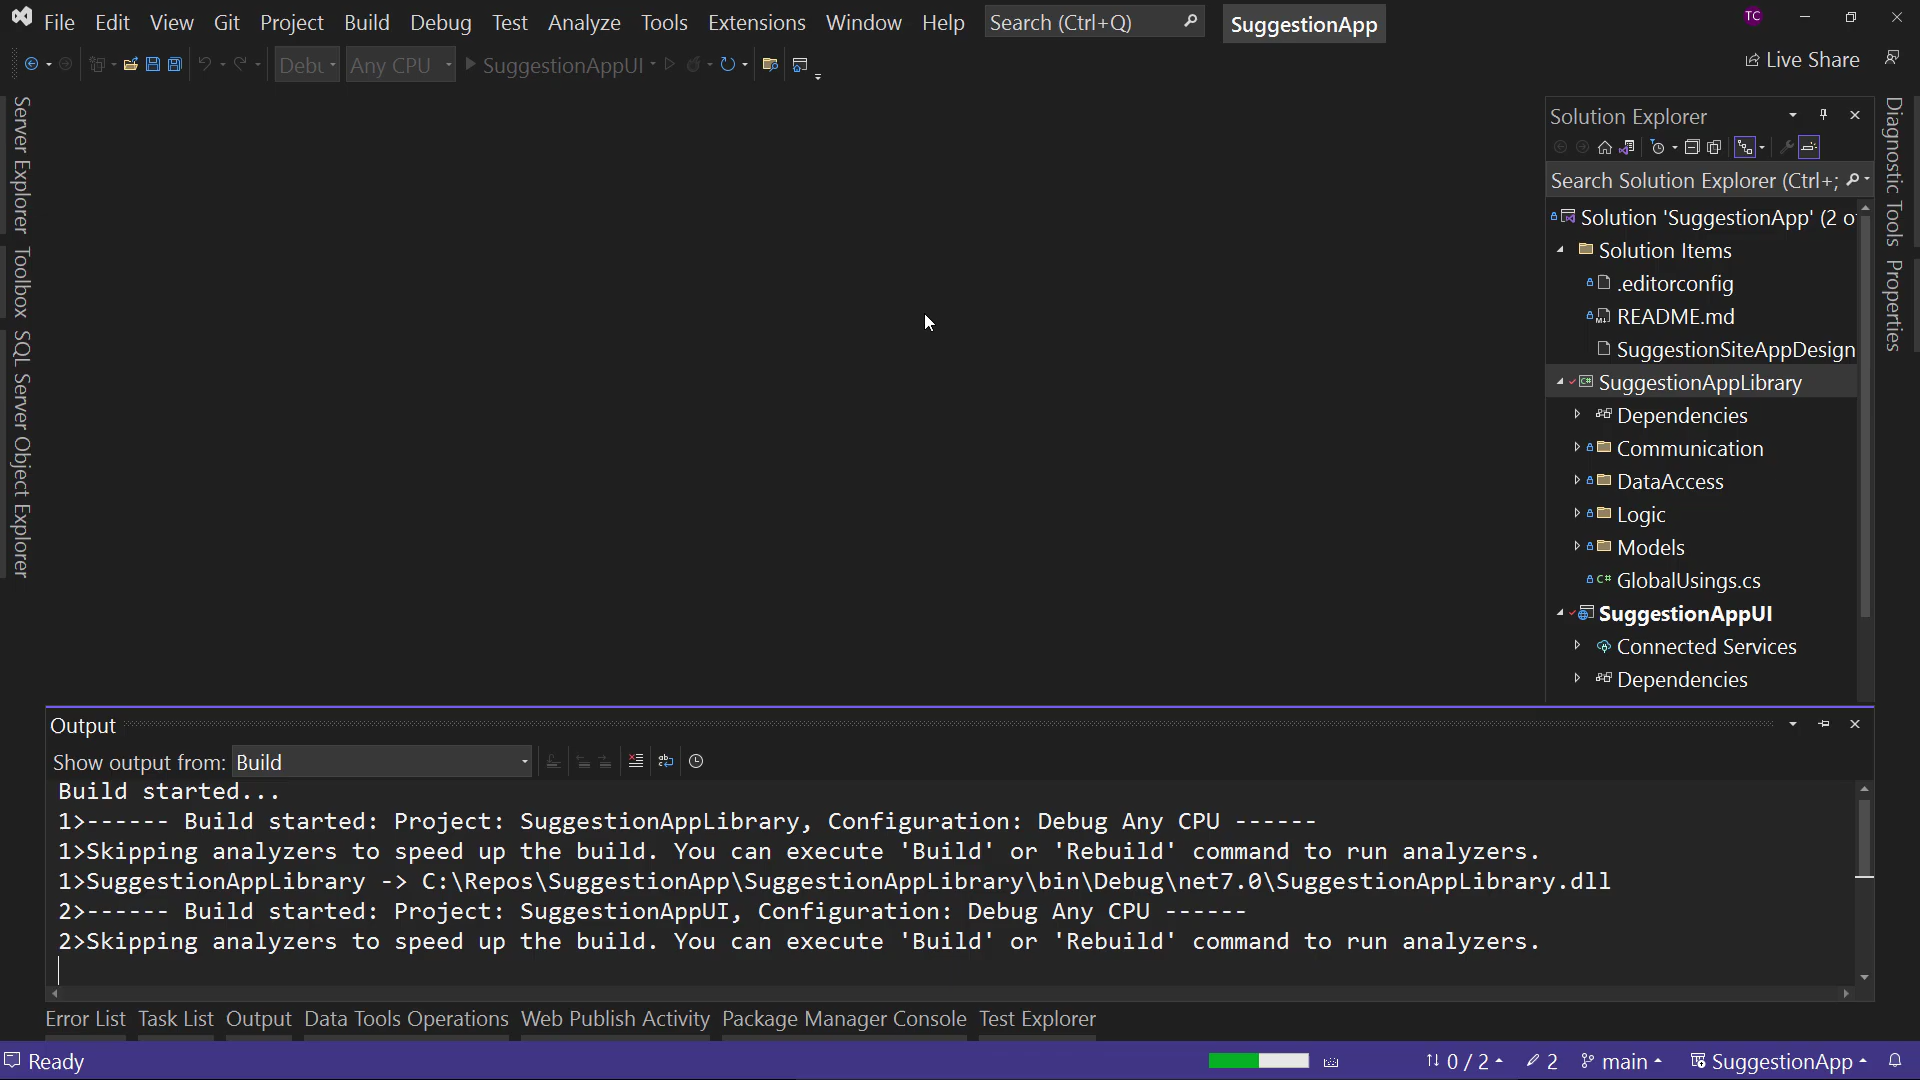 File Edit View Git Project Build Debug Test Analyze Tools Extensions Window Help Search (Ctrl+Q) SuggestionApp TC
Debu Any CPU SuggestionAppUI Live Share
Server Explorer
Toolbox
SQL Server Object Explorer
Solution Explorer
Search Solution Explorer (Ctrl+;
Solution 'SuggestionApp' (2 o
Solution Items
.editorconfig
README.md
SuggestionSiteAppDesign
SuggestionAppLibrary
Dependencies
Communication
DataAccess
Logic
Models
C# GlobalUsings.cs
SuggestionAppUI
Connected Services
Dependencies
Diagnostic Tools
Properties
Output
Show output from: Build
Build started...
1>------ Build started: Project: SuggestionAppLibrary, Configuration: Debug Any CPU ------
1>Skipping analyzers to speed up the build. You can execute 'Build' or 'Rebuild' command to run analyzers.
1>SuggestionAppLibrary -> C:\Repos\SuggestionApp\SuggestionAppLibrary\bin\Debug\net7.0\SuggestionAppLibrary.dll
2>------ Build started: Project: SuggestionAppUI, Configuration: Debug Any CPU ------
2>Skipping analyzers to speed up the build. You can execute 'Build' or 'Rebuild' command to run analyzers.
Error List Task List Output Data Tools Operations Web Publish Activity Package Manager Console Test Explorer
Ready 0 / 2 2 main SuggestionApp